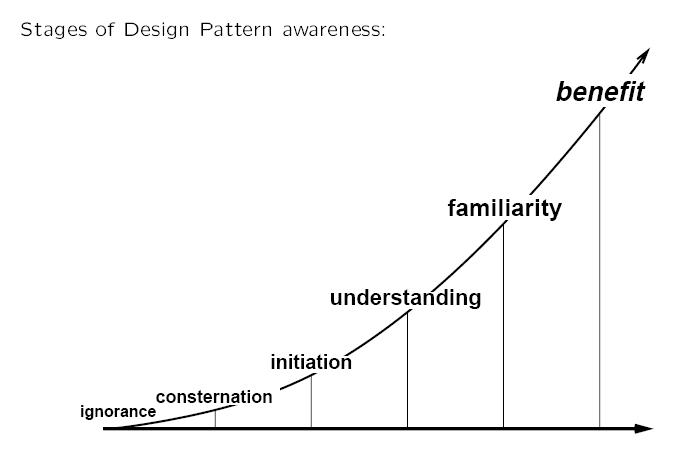 Stages of Design Pattern awareness:
benefit
familiarity
understanding
initiation
consternation
ignorance